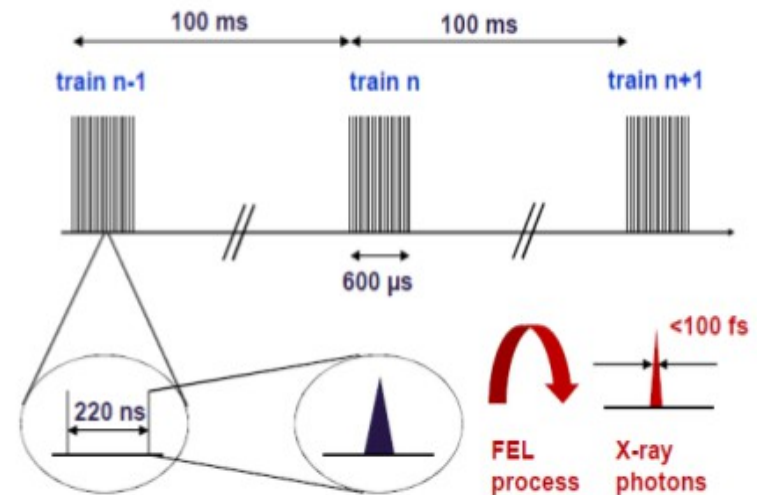 100 ms
100 ms
train n-1
train n
train n+1
600 µs
<100 fs
220 ns
FEL
process
X-ray
photons